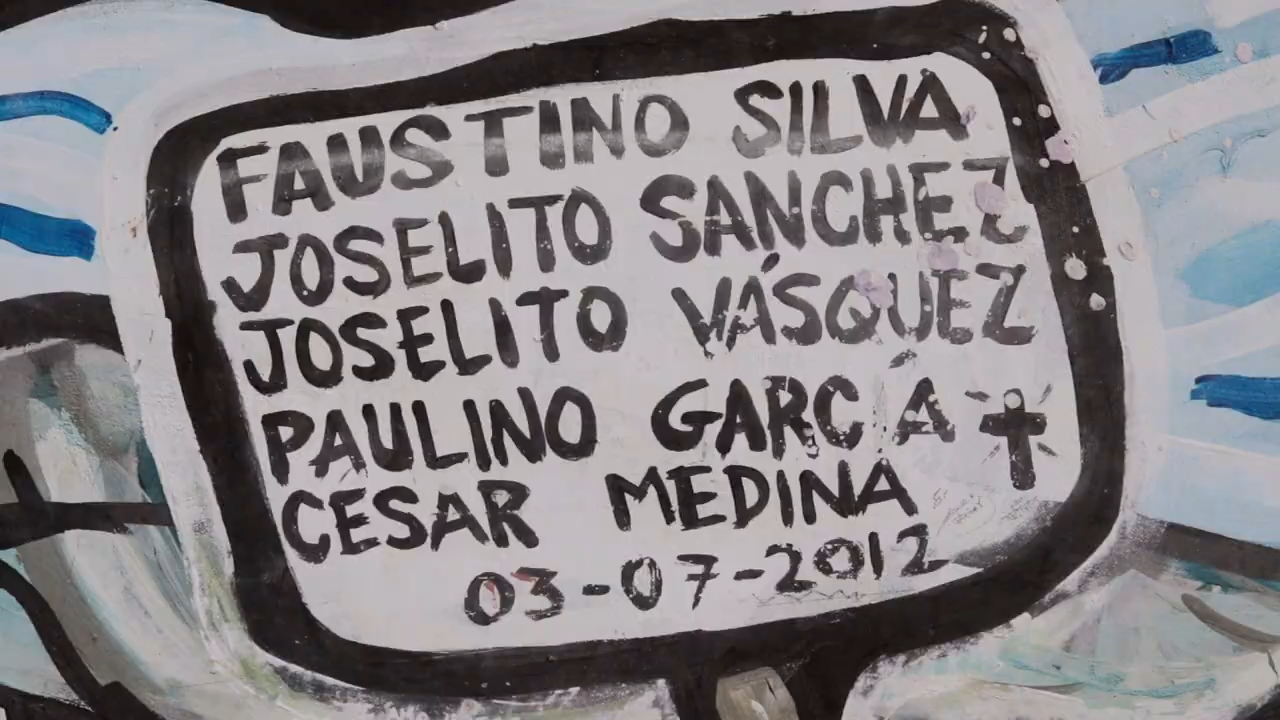 FAUSTINO SILVA
JOSELITO SANCHEZ
JOSELITO VÁSQUEZ
PAULINO GARCÍA
CESAR MEDINA
03-07-2012